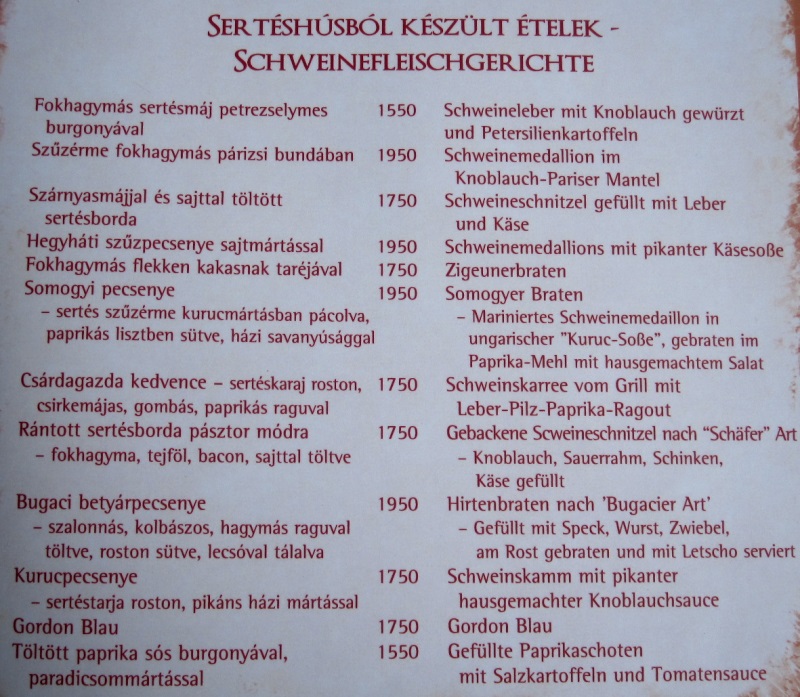 SERTÉSHÚSBÓL KÉSZÜLT ÉTELEK -
SCHWEINEFLEISCHGERICHTE
Fokhagymás sertésmáj petrezselymes 1550 Schweineleber mit Knoblauch gewürzt
burgonyával und Petersilienkartoffeln
Szűzérme fokhagymás párizsi bundában 1950 Schweinemedallion im
Knoblauch-Pariser Mantel
Szárnyasmájjal és sajttal töltött 1750 Schweineschnitzel gefüllt mit Leber
sertésborda und Käse
Hegyháti szűzpecsenye sajtmártással 1950 Schweinemedallions mit pikanter Käsesoße
Fokhagymás flekken kakasnak taréjával 1750 Zigeunerbraten
Somogyi pecsenye 1950 Somogyer Braten
– sertés szűzérme kurucmártásban pácolva, – Mariniertes Schweinemedaillon in
paprikás lisztben sütve, házi savanyúsággal ungarischer "Kuruc-Soße", gebraten im
Paprika-Mehl mit hausgemachtem Salat
Csárdagazda kedvence – sertéskaraj roston, 1750 Schweinskarree vom Grill mit
csirkemájas, gombás, paprikás raguval Leber-Pilz-Paprika-Ragout
Rántott sertésborda pásztor módra 1750 Gebackene Scweineschnitzel nach “Schäfer” Art
– fokhagyma, tejföl, bacon, sajttal töltve – Knoblauch, Sauerrahm, Schinken,
Käse gefüllt
Bugaci betyárpecsenye 1950 Hirtenbraten nach 'Bugacier Art'
– szalonnás, kolbászos, hagymás raguval – Gefüllt mit Speck, Wurst, Zwiebel,
töltve, roston sütve, lecsóval tálalva am Rost gebraten und mit Letscho serviert
Kurucpecsenye 1750 Schweinskamm mit pikanter
– sertéstarja roston, pikáns házi mártással hausgemachter Knoblauchsauce
Gordon Blau 1750 Gordon Blau
Töltött paprika sós burgonyával, 1550 Gefüllte Paprikaschoten
paradicsommártással mit Salzkartoffeln und Tomatensauce